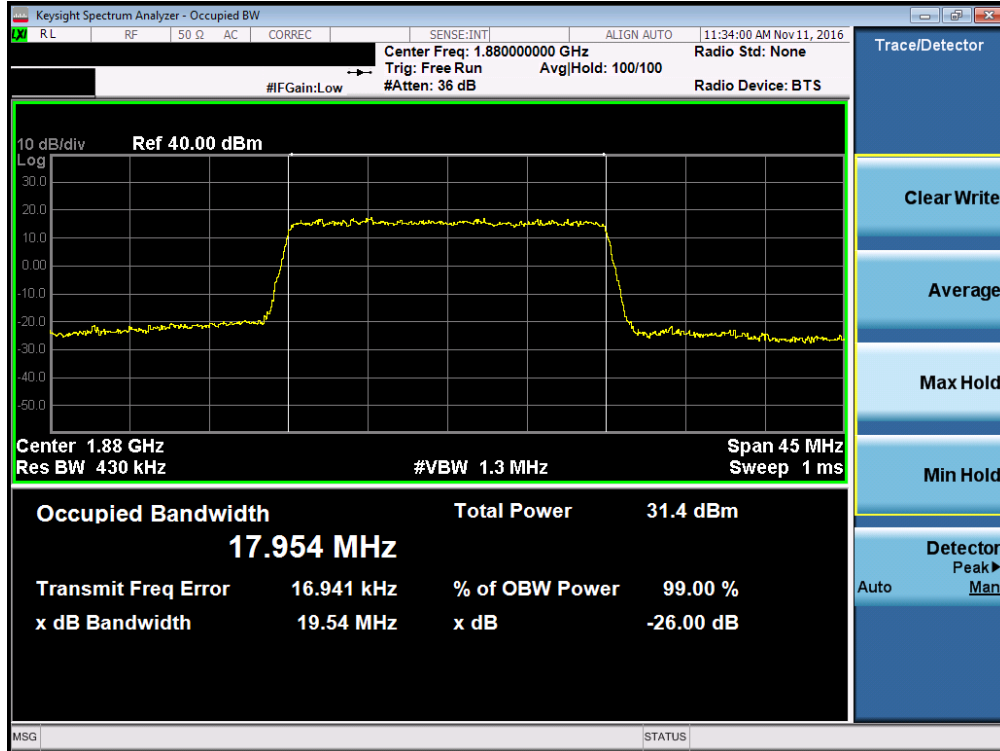 Keysight Spectrum Analyzer - Occupied BW
LXI RL RF 50 Ω AC CORREC SENSE:INT ALIGN AUTO 11:34:00 AM Nov 11, 2016
Center Freq: 1.880000000 GHz Radio Std: None
Trig: Free Run Avg|Hold: 100/100
#IFGain:Low #Atten: 36 dB Radio Device: BTS
10 dB/div Ref 40.00 dBm
Log
30.0
20.0
10.0
0.00
-10.0
-20.0
-30.0
-40.0
-50.0
Center 1.88 GHz Span 45 MHz
Res BW 430 kHz #VBW 1.3 MHz Sweep 1 ms
Occupied Bandwidth Total Power 31.4 dBm
17.954 MHz
Transmit Freq Error 16.941 kHz % of OBW Power 99.00 %
x dB Bandwidth 19.54 MHz x dB -26.00 dB
MSG STATUS
Trace/Detector
Clear Write
Average
Max Hold
Min Hold
Detector
Peak▶
Auto Man